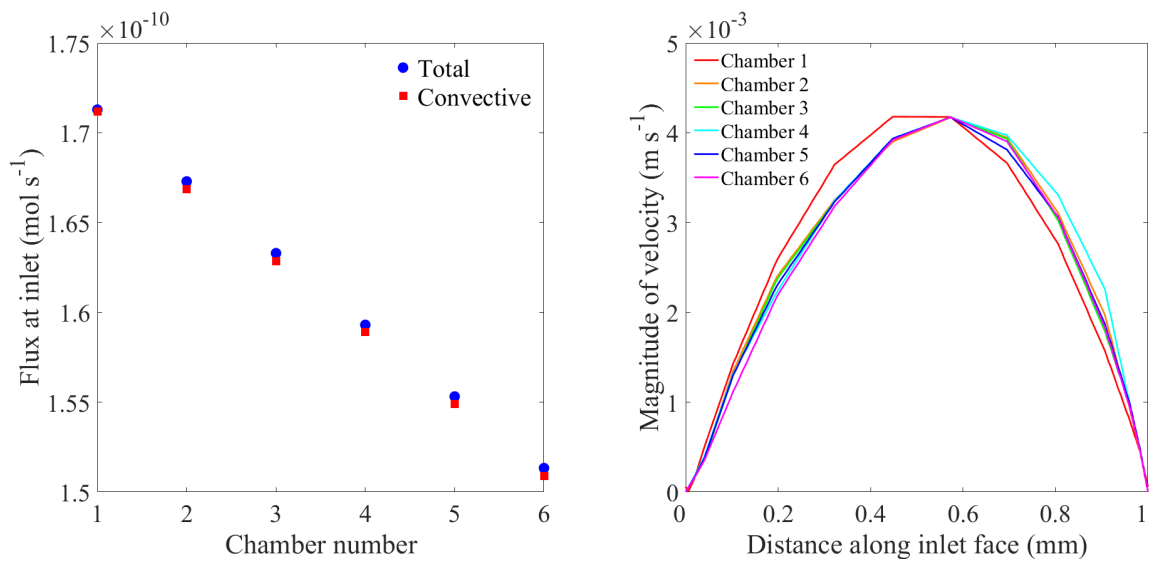 ×10⁻¹⁰
1.75
1.7
1.65
1.6
1.55
1.5
Flux at inlet (mol s⁻¹)
Total
Convective
1 2 3 4 5 6
Chamber number
×10⁻³
5
4
3
2
1
0
Magnitude of velocity (m s⁻¹)
Chamber 1
Chamber 2
Chamber 3
Chamber 4
Chamber 5
Chamber 6
0 0.2 0.4 0.6 0.8 1
Distance along inlet face (mm)